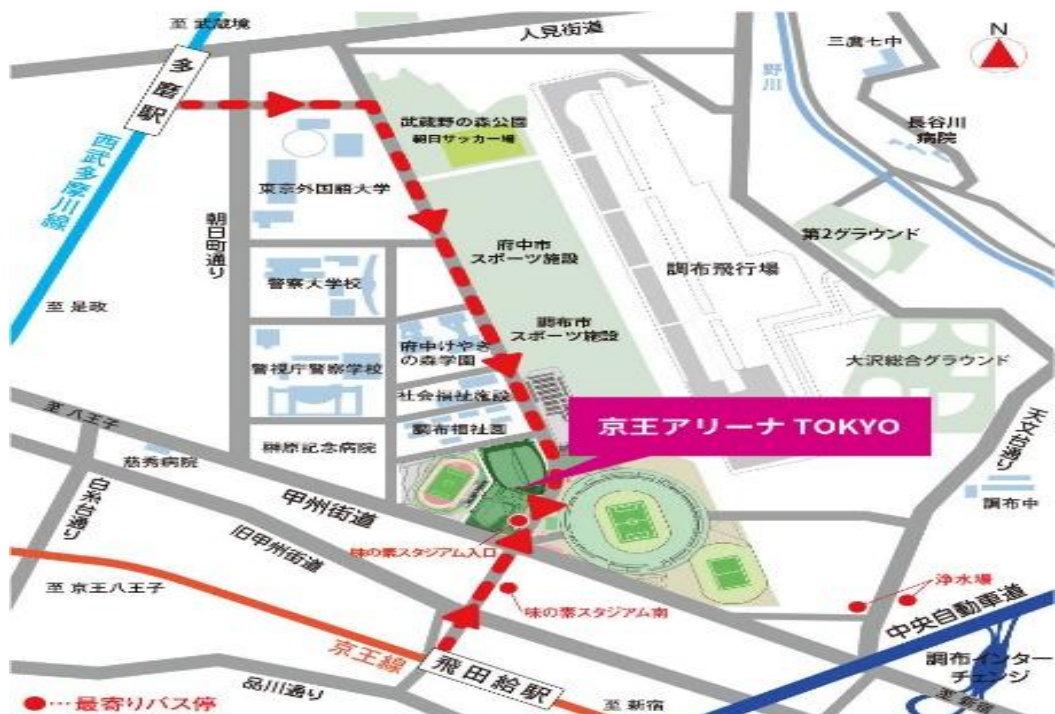 至 武蔵境
人見街道
三鷹七中
N
多磨駅
野川
武蔵野の森公園
朝日サッカー場
長谷川
病院
西武多摩川線
東京外国語大学
朝日町通り
第2グラウンド
府中市
スポーツ施設
調布飛行場
警察大学校
至 是政
調布市
スポーツ施設
府中けやき
の森学園
大沢総合グラウンド
警視庁警察学校
社会福祉施設
至 八王子
調布福祉園
京王アリーナ TOKYO
榊原記念病院
天文台通り
慈秀病院
白糸台通り
甲州街道
調布中
旧甲州街道
味の素スタジアム入口
至 京王八王子
味の素スタジアム南
浄水場
中央自動車道
京王線
飛田給駅
調布インター
チェンジ
品川通り
至 新宿
至 新宿
●…最寄りバス停